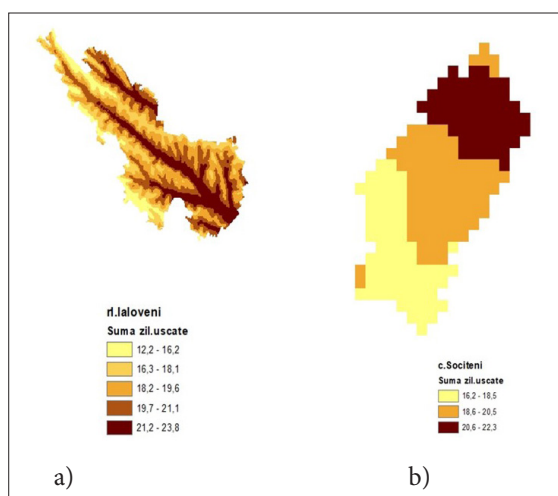 rl.Ialoveni
Suma zil.uscate
12,2 - 16,2
16,3 - 18,1
18,2 - 19,6
19,7 - 21,1
21,2 - 23,8
a)
c.Sociteni
Suma zil.uscate
16,2 - 18,5
18,6 - 20,5
20,6 - 22,3
b)